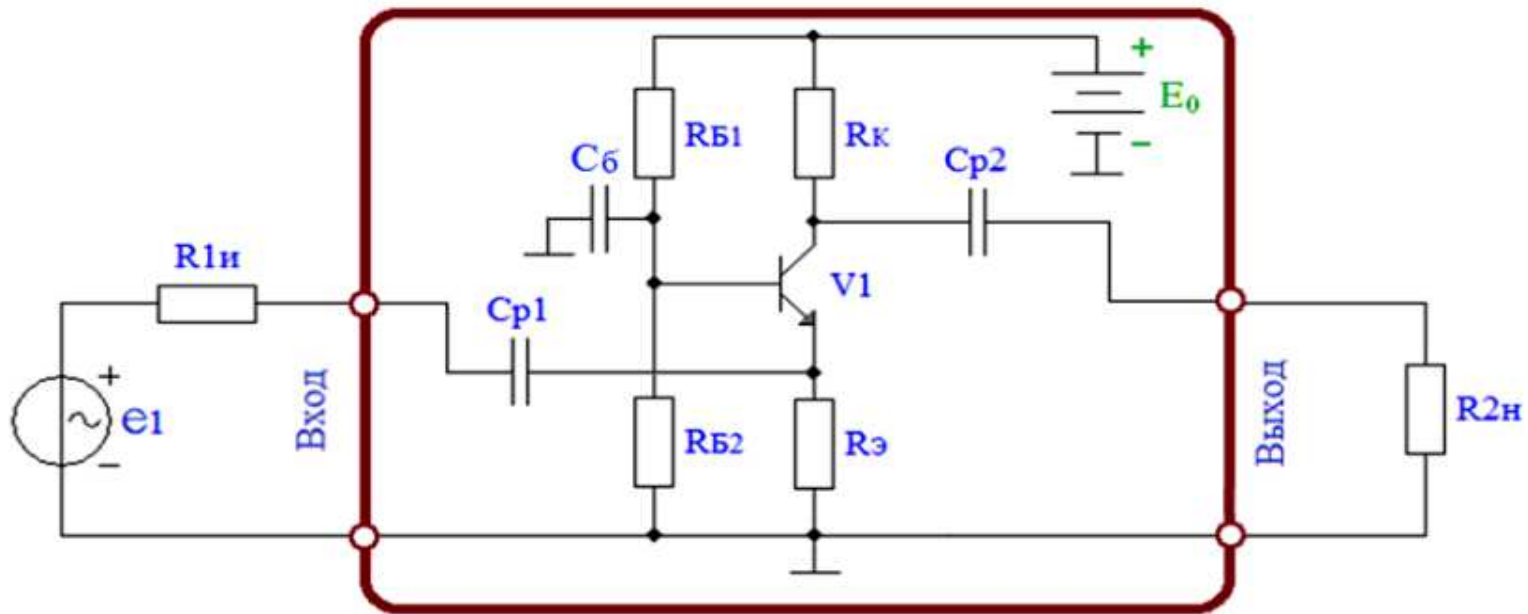 +
E₀
−
RБ1
Rк
Cб
Cр2
R1и
V1
Cр1
+
e1
−
Вход
RБ2
Rэ
Выход
R2н